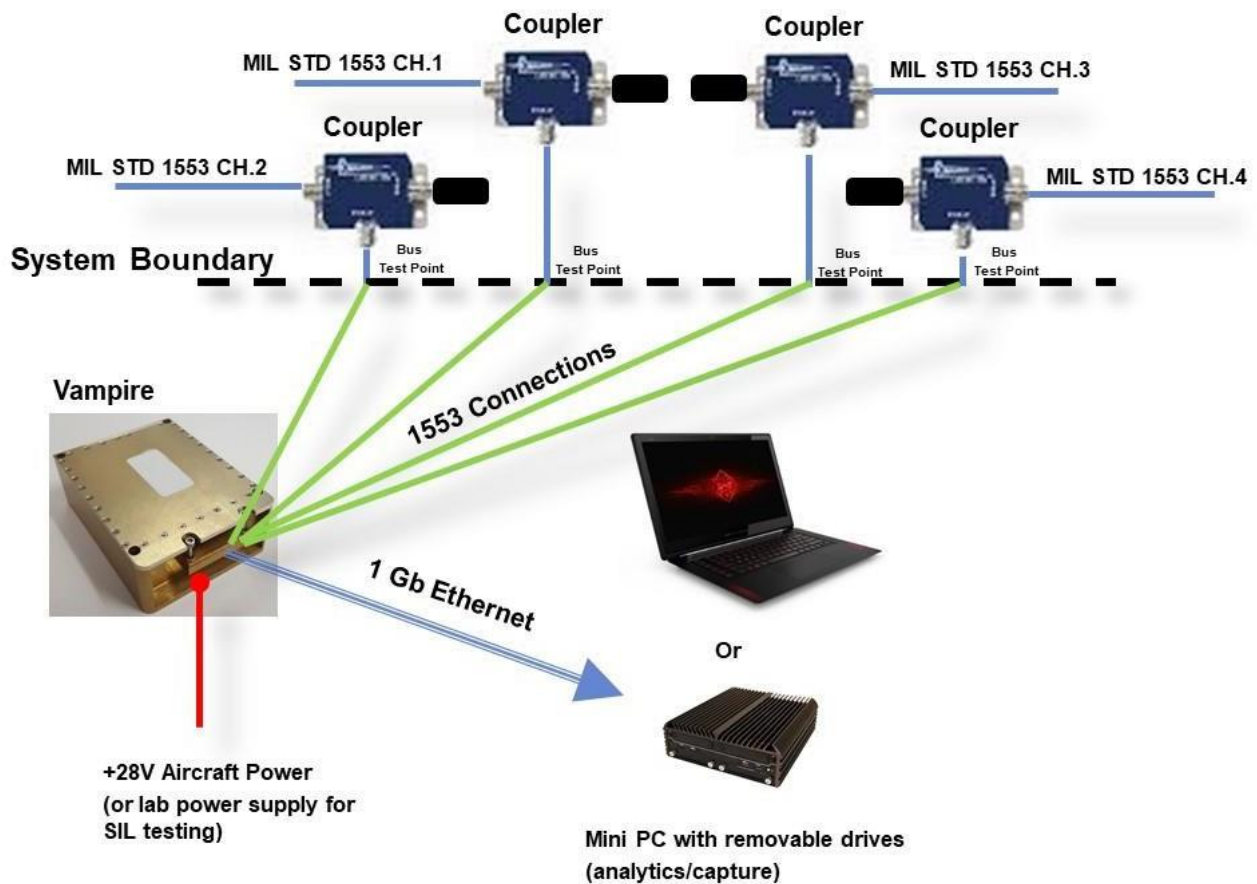 Coupler
Coupler
MIL STD 1553 CH.1
MIL STD 1553 CH.3
Coupler
Coupler
MIL STD 1553 CH.2
MIL STD 1553 CH.4
System Boundary
Bus
Test Point
Bus
Test Point
Bus
Test Point
Bus
Test Point
1553 Connections
Vampire
1 Gb Ethernet
Or
+28V Aircraft Power
(or lab power supply for
SIL testing)
Mini PC with removable drives
(analytics/capture)